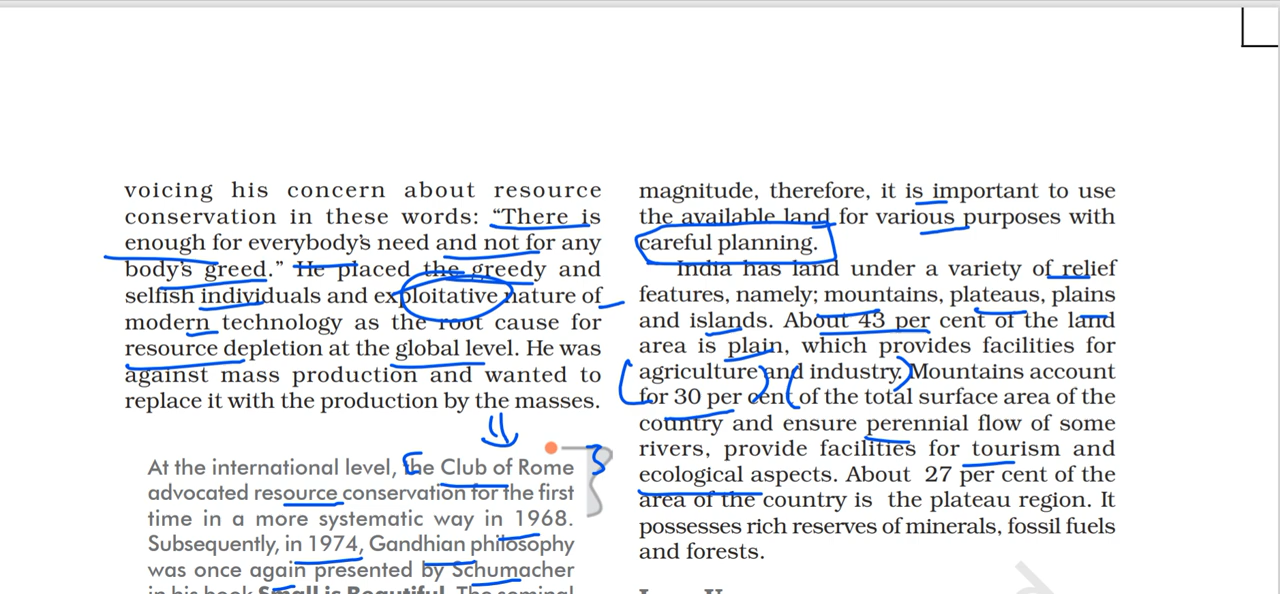 voicing his concern about resource
conservation in these words: “There is
enough for everybody’s need and not for any
body’s greed.” He placed the greedy and
selfish individuals and exploitative nature of
modern technology as the root cause for
resource depletion at the global level. He was
against mass production and wanted to
replace it with the production by the masses.
At the international level, the Club of Rome
advocated resource conservation for the first
time in a more systematic way in 1968.
Subsequently, in 1974, Gandhian philosophy
was once again presented by Schumacher
in his book Small is Beautiful. The seminal
magnitude, therefore, it is important to use
the available land for various purposes with
careful planning.
India has land under a variety of relief
features, namely; mountains, plateaus, plains
and islands. About 43 per cent of the land
area is plain, which provides facilities for
agriculture and industry. Mountains account
for 30 per cent of the total surface area of the
country and ensure perennial flow of some
rivers, provide facilities for tourism and
ecological aspects. About 27 per cent of the
area of the country is the plateau region. It
possesses rich reserves of minerals, fossil fuels
and forests.